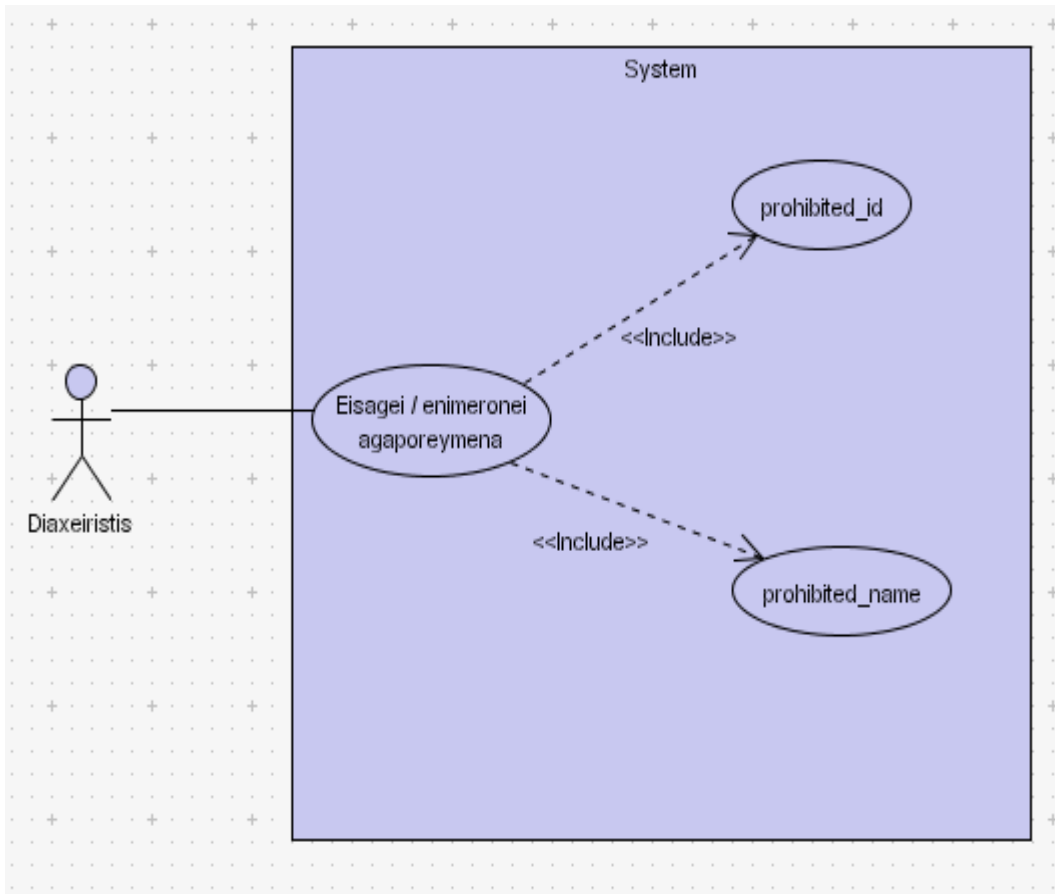 System
prohibited_id
<<Include>>
Eisagei / enimeronei
agaporeymena
Diaxeiristis
<<Include>>
prohibited_name